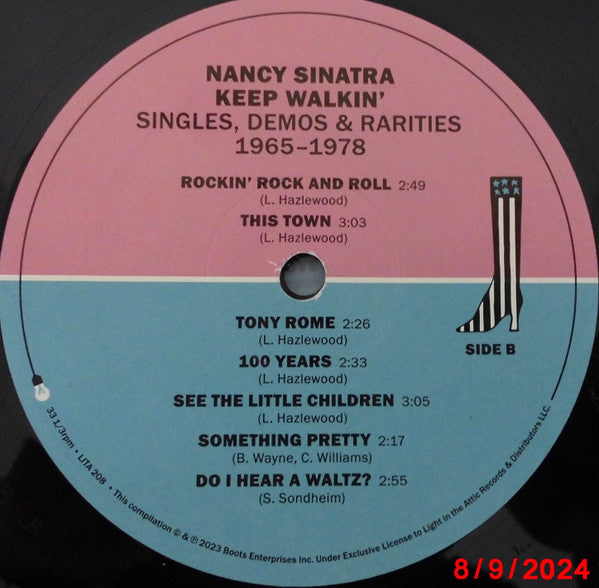 NANCY SINATRA
KEEP WALKIN'
SINGLES, DEMOS & RARITIES
1965–1978
ROCKIN' ROCK AND ROLL 2:49
(L. Hazlewood)
THIS TOWN 3:03
(L. Hazlewood)
TONY ROME 2:26
(L. Hazlewood)
100 YEARS 2:33
(L. Hazlewood)
SEE THE LITTLE CHILDREN 3:05
(L. Hazlewood)
SOMETHING PRETTY 2:17
(B. Wayne, C. Williams)
DO I HEAR A WALTZ? 2:55
(S. Sondheim)
SIDE B
33 1/3rpm • LITA 208 • This compilation © & ℗ 2023 Boots Enterprises Inc. Under Exclusive License to Light in the Attic Records & Distributors LLC.
8/9/2024